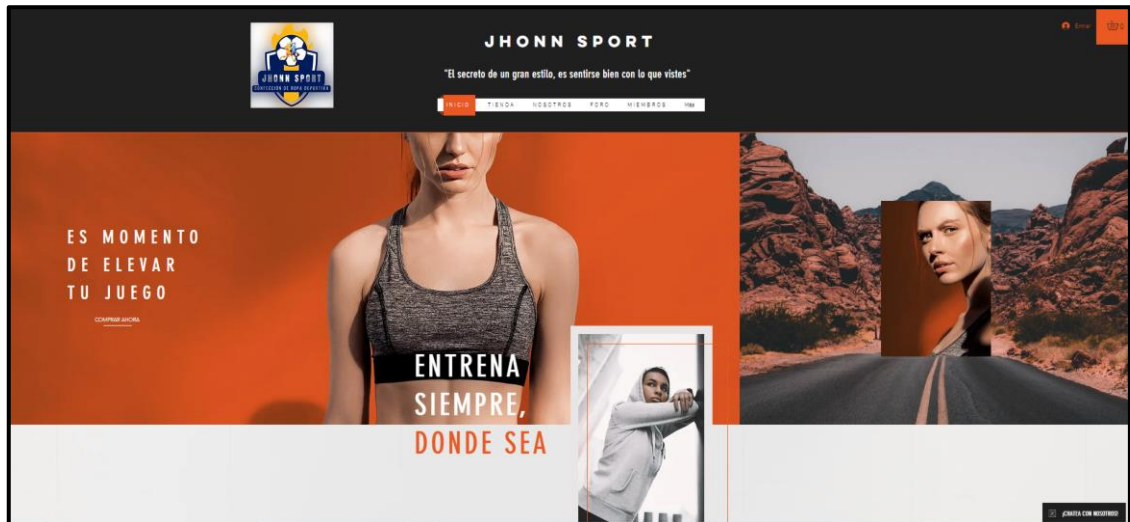 JHONN SPORT
CONFECCIÓN DE ROPA DEPORTIVA
JHONN SPORT
"El secreto de un gran estilo, es sentirse bien con lo que vistes"
Entrar
INICIO TIENDA NOSOTROS FORO MIEMBROS Más
ES MOMENTO
DE ELEVAR
TU JUEGO
COMPRAR AHORA
ENTRENA
SIEMPRE,
DONDE SEA
¡CHATEA CON NOSOTROS!